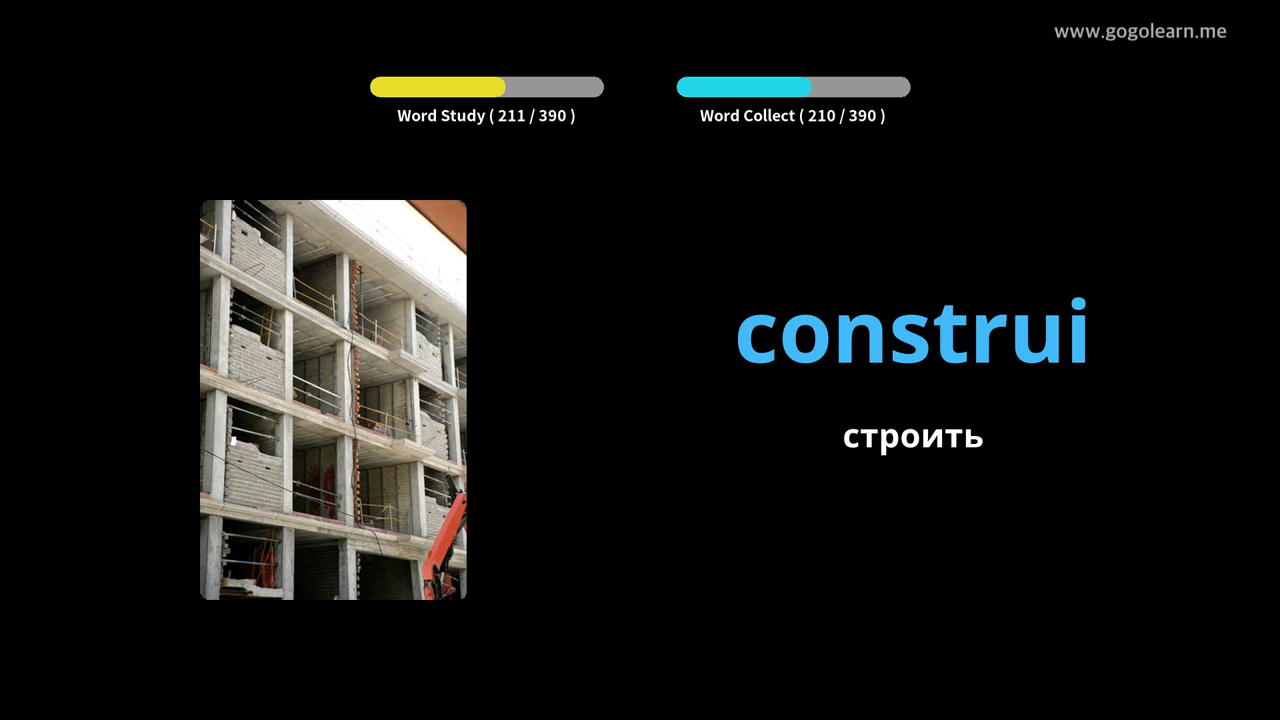 www.gogolearn.me
Word Study ( 211 / 390 )
Word Collect ( 210 / 390 )
construi
строить